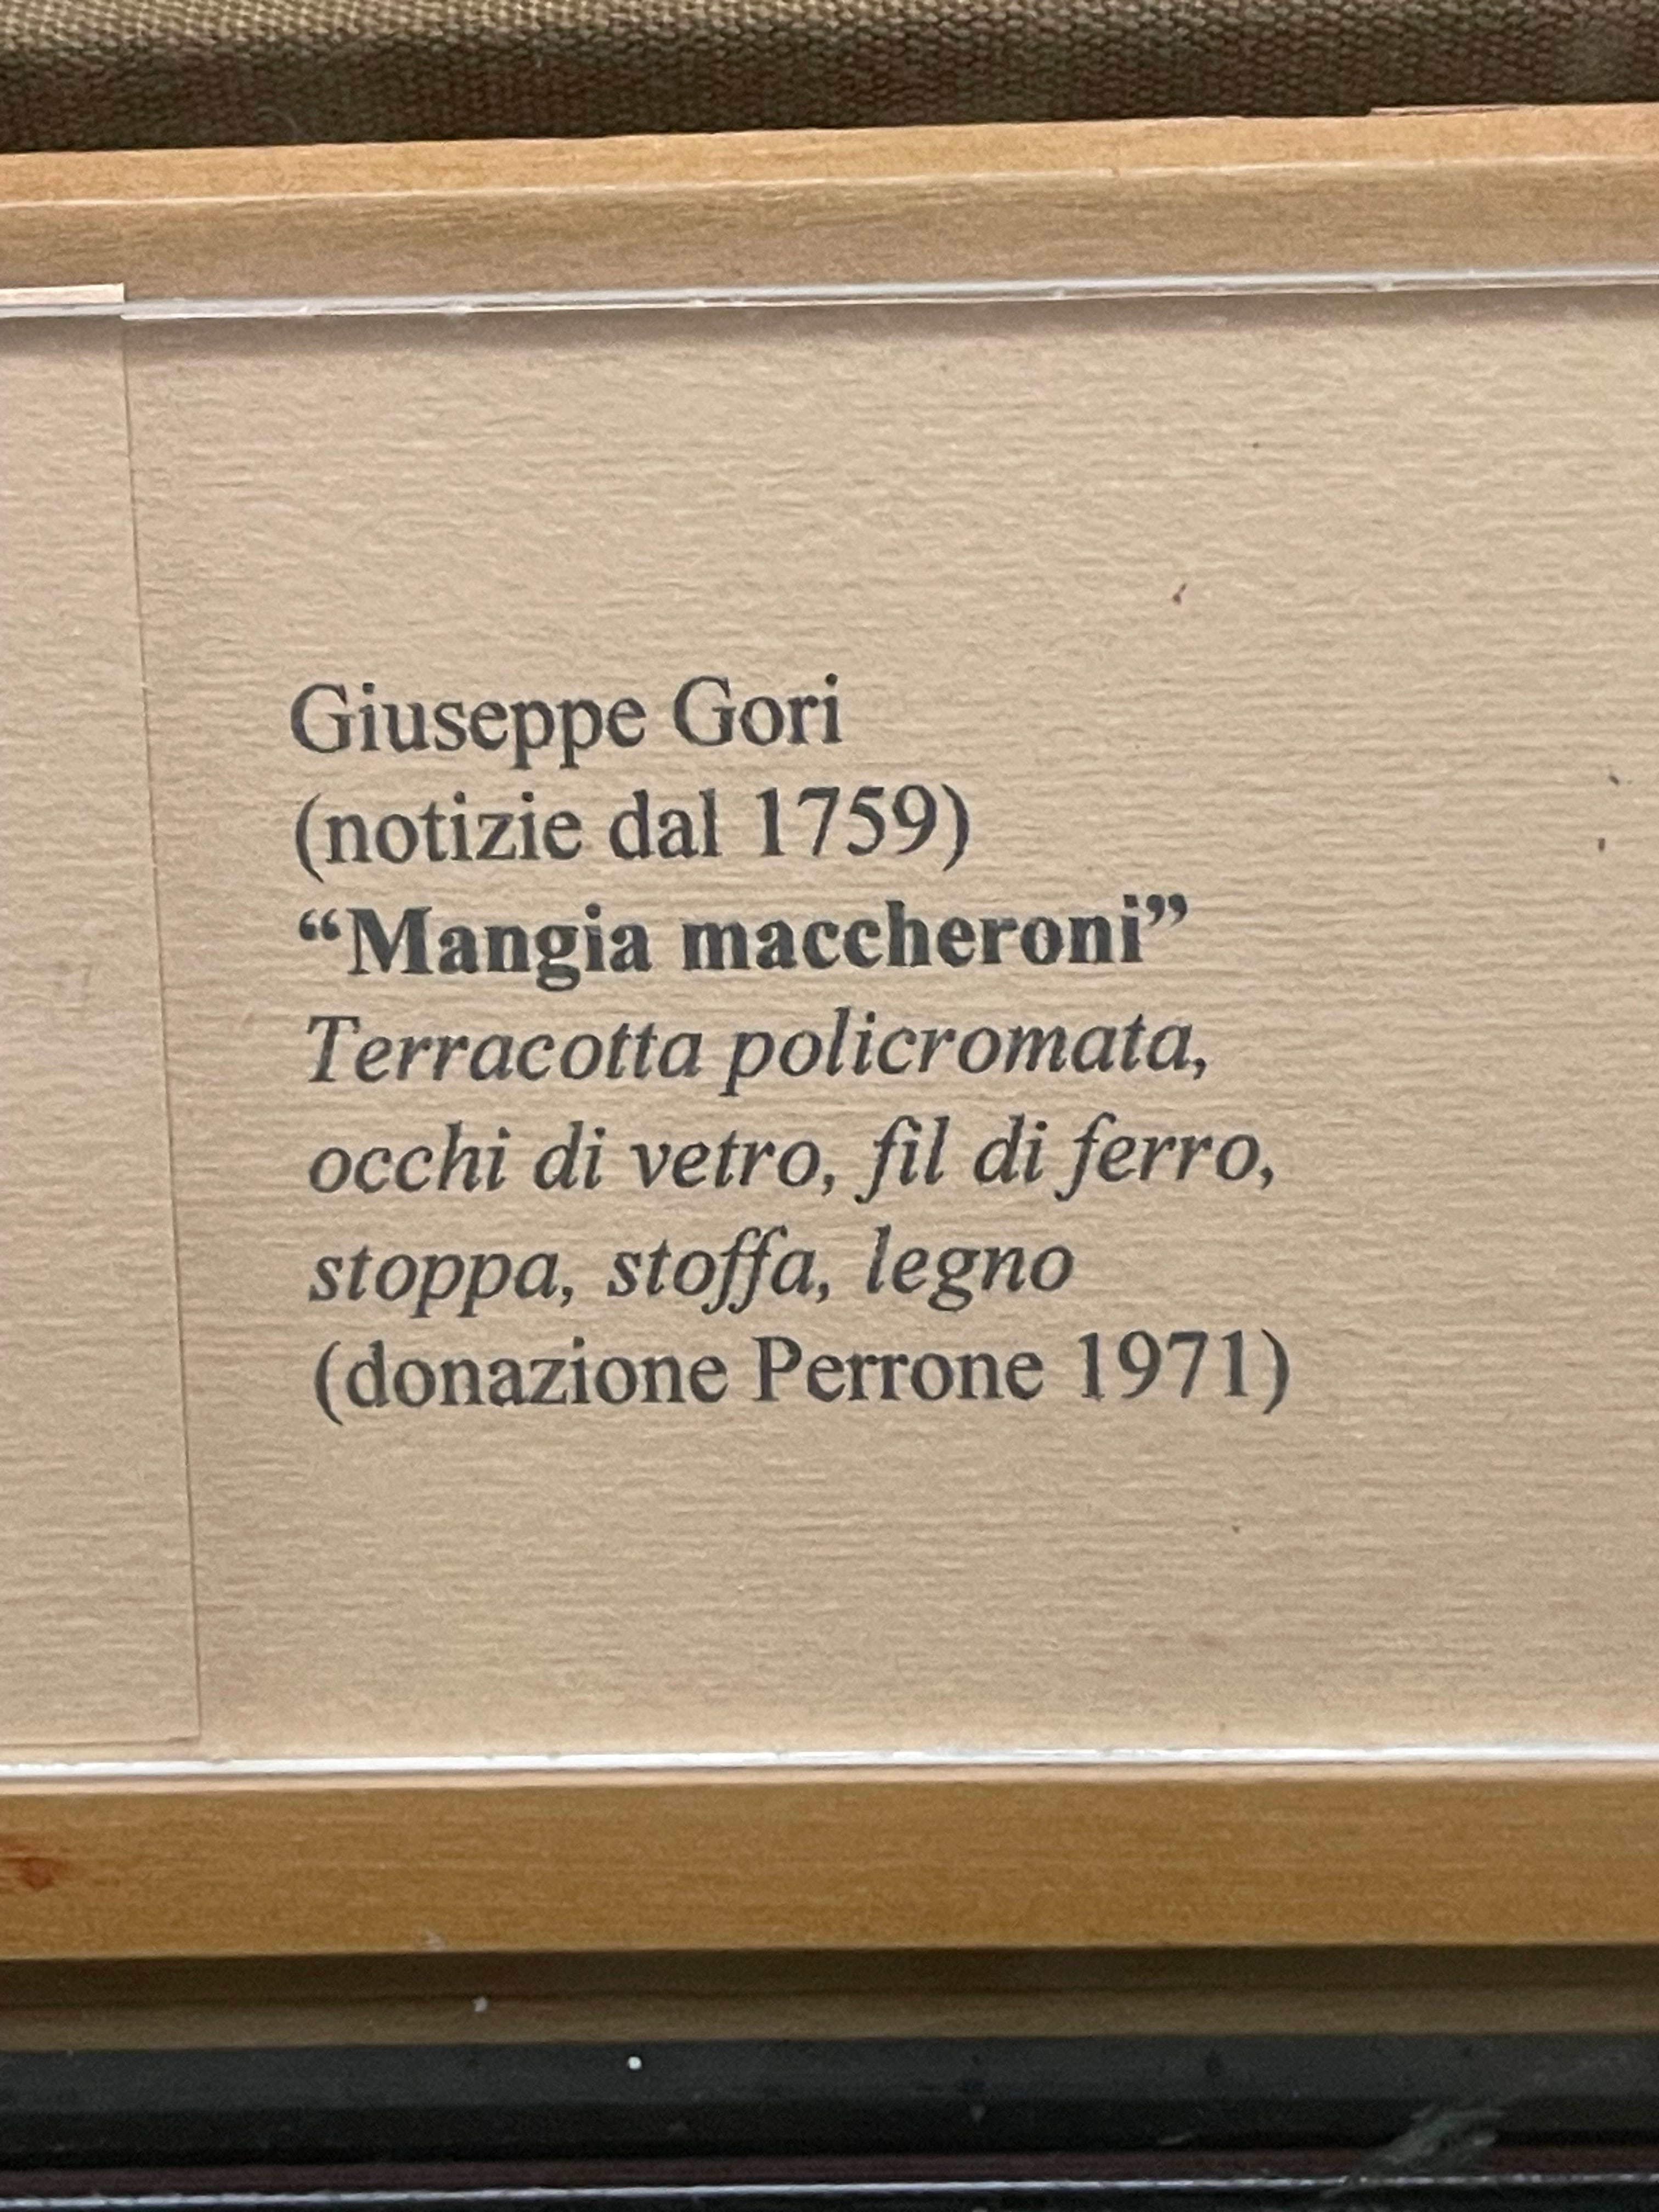 Giuseppe Gori
(notizie dal 1759)
“Mangia maccheroni”
Terracotta policromata,
occhi di vetro, fil di ferro,
stoppa, stoffa, legno
(donazione Perrone 1971)